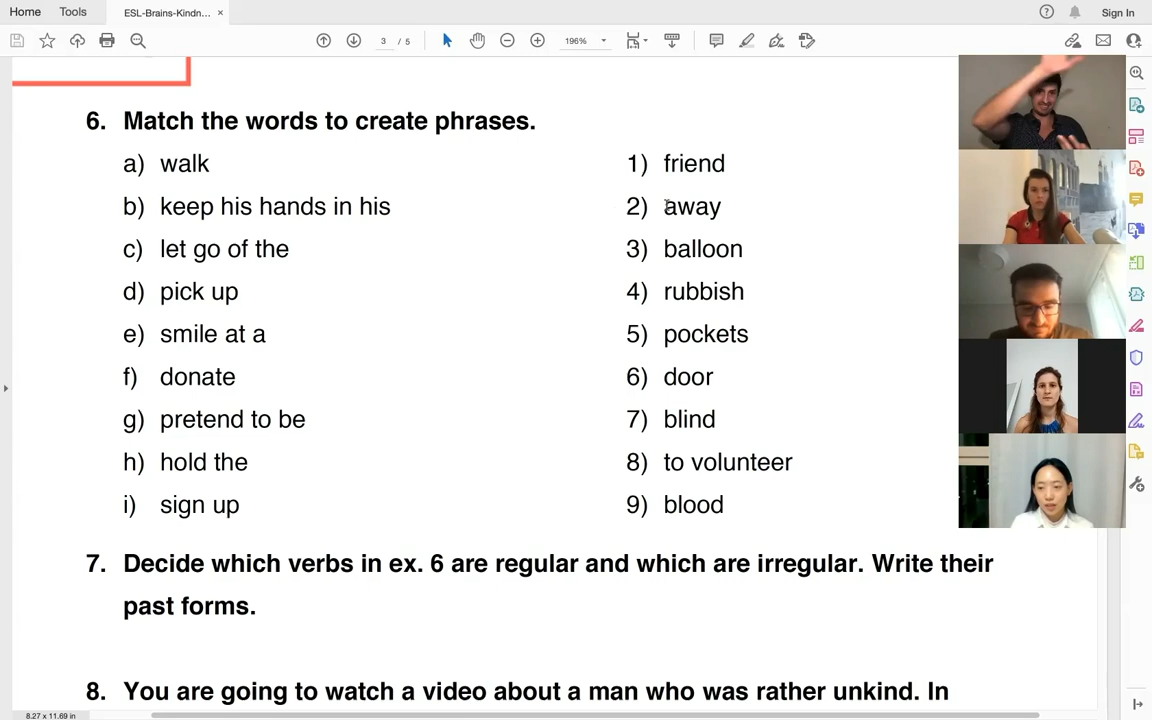 Home
Tools
ESL-Brains-Kindn...
Sign In
3 / 5
196%
6. Match the words to create phrases.
a) walk
1) friend
b) keep his hands in his
2) away
c) let go of the
3) balloon
d) pick up
4) rubbish
e) smile at a
5) pockets
f) donate
6) door
g) pretend to be
7) blind
h) hold the
8) to volunteer
i) sign up
9) blood
7. Decide which verbs in ex. 6 are regular and which are irregular. Write their
past forms.
8. You are going to watch a video about a man who was rather unkind. In
8.27 x 11.69 in